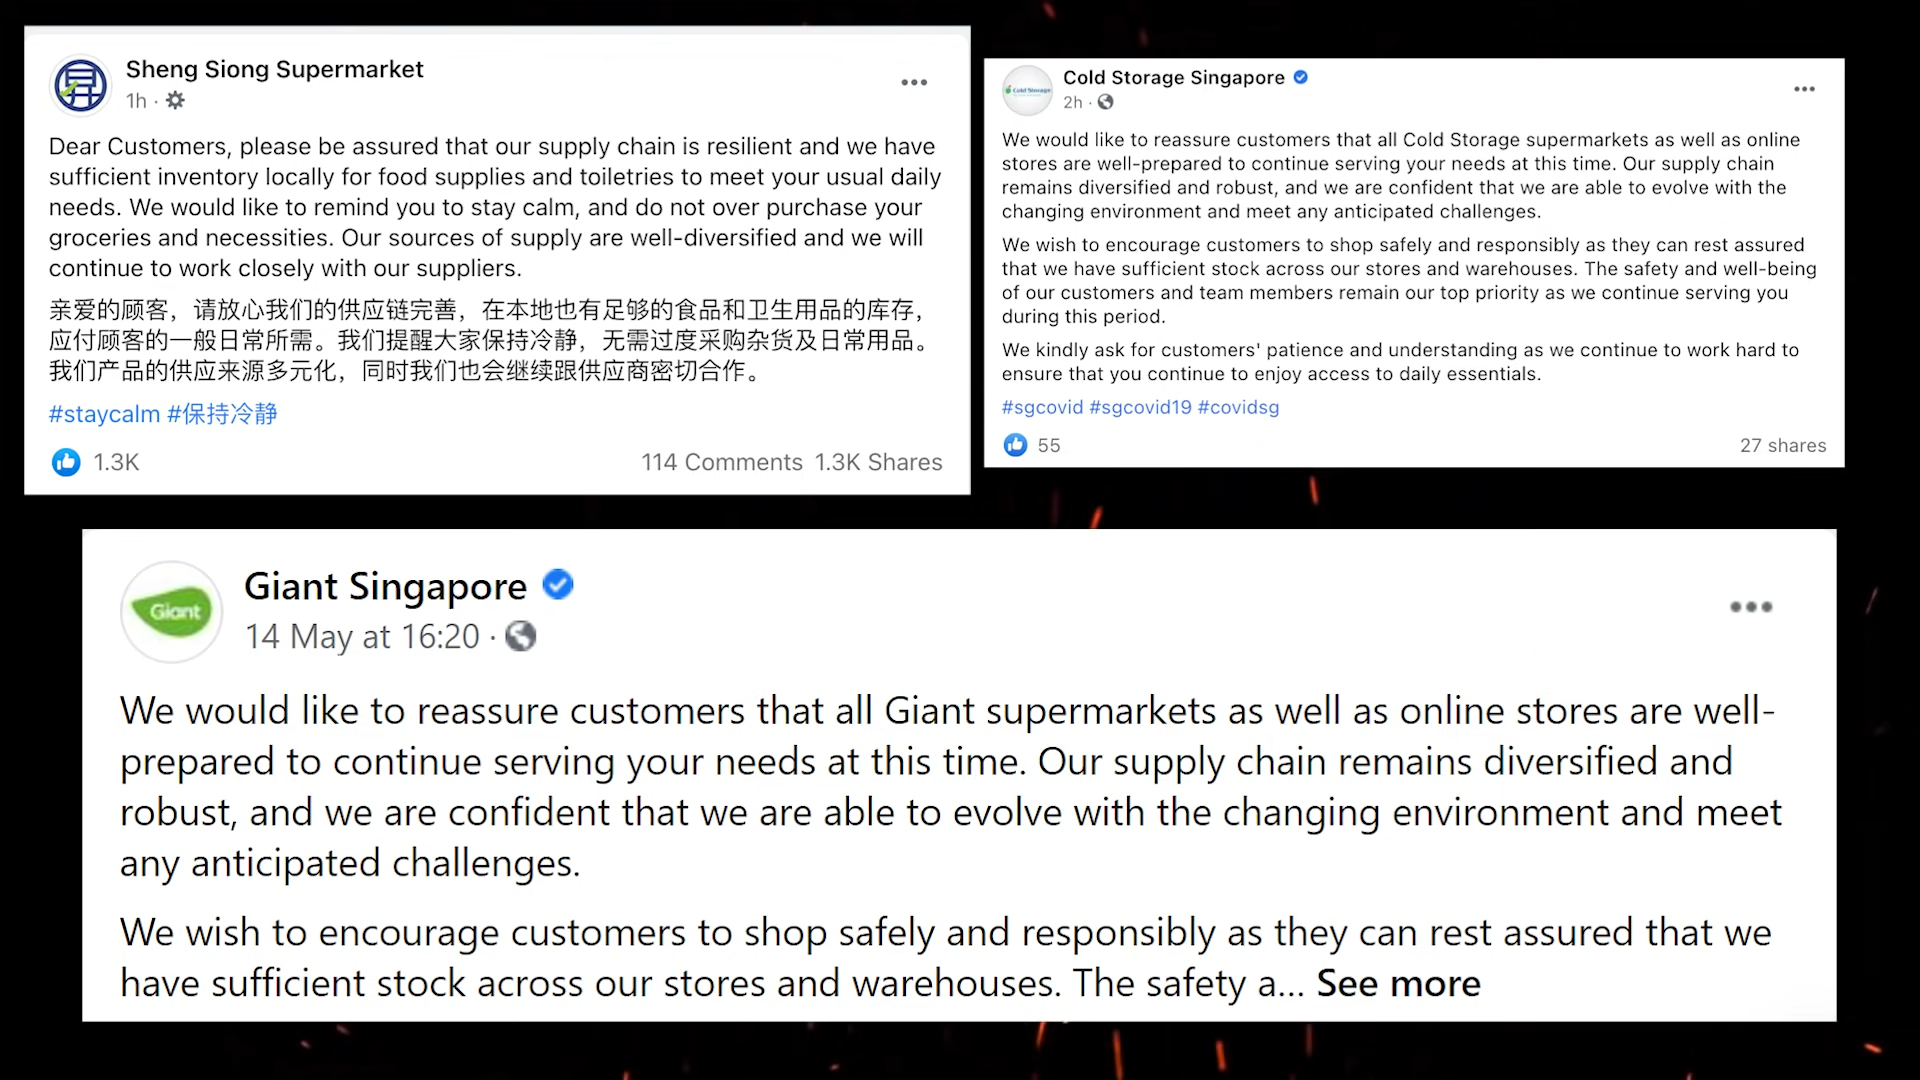 Sheng Siong Supermarket
1h ·
Dear Customers, please be assured that our supply chain is resilient and we have
sufficient inventory locally for food supplies and toiletries to meet your usual daily
needs. We would like to remind you to stay calm, and do not over purchase your
groceries and necessities. Our sources of supply are well-diversified and we will
continue to work closely with our suppliers.
亲爱的顾客，请放心我们的供应链完善，在本地也有足够的食品和卫生用品的库存，
应付顾客的一般日常所需。我们提醒大家保持冷静，无需过度采购杂货及日常用品。
我们产品的供应来源多元化，同时我们也会继续跟供应商密切合作。
#staycalm #保持冷静
1.3K
114 Comments 1.3K Shares
Cold Storage
Cold Storage Singapore
2h ·
We would like to reassure customers that all Cold Storage supermarkets as well as online
stores are well-prepared to continue serving your needs at this time. Our supply chain
remains diversified and robust, and we are confident that we are able to evolve with the
changing environment and meet any anticipated challenges.
We wish to encourage customers to shop safely and responsibly as they can rest assured
that we have sufficient stock across our stores and warehouses. The safety and well-being
of our customers and team members remain our top priority as we continue serving you
during this period.
We kindly ask for customers' patience and understanding as we continue to work hard to
ensure that you continue to enjoy access to daily essentials.
#sgcovid #sgcovid19 #covidsg
55
27 shares
Giant
Giant Singapore
14 May at 16:20 ·
We would like to reassure customers that all Giant supermarkets as well as online stores are well-
prepared to continue serving your needs at this time. Our supply chain remains diversified and
robust, and we are confident that we are able to evolve with the changing environment and meet
any anticipated challenges.
We wish to encourage customers to shop safely and responsibly as they can rest assured that we
have sufficient stock across our stores and warehouses. The safety a... See more